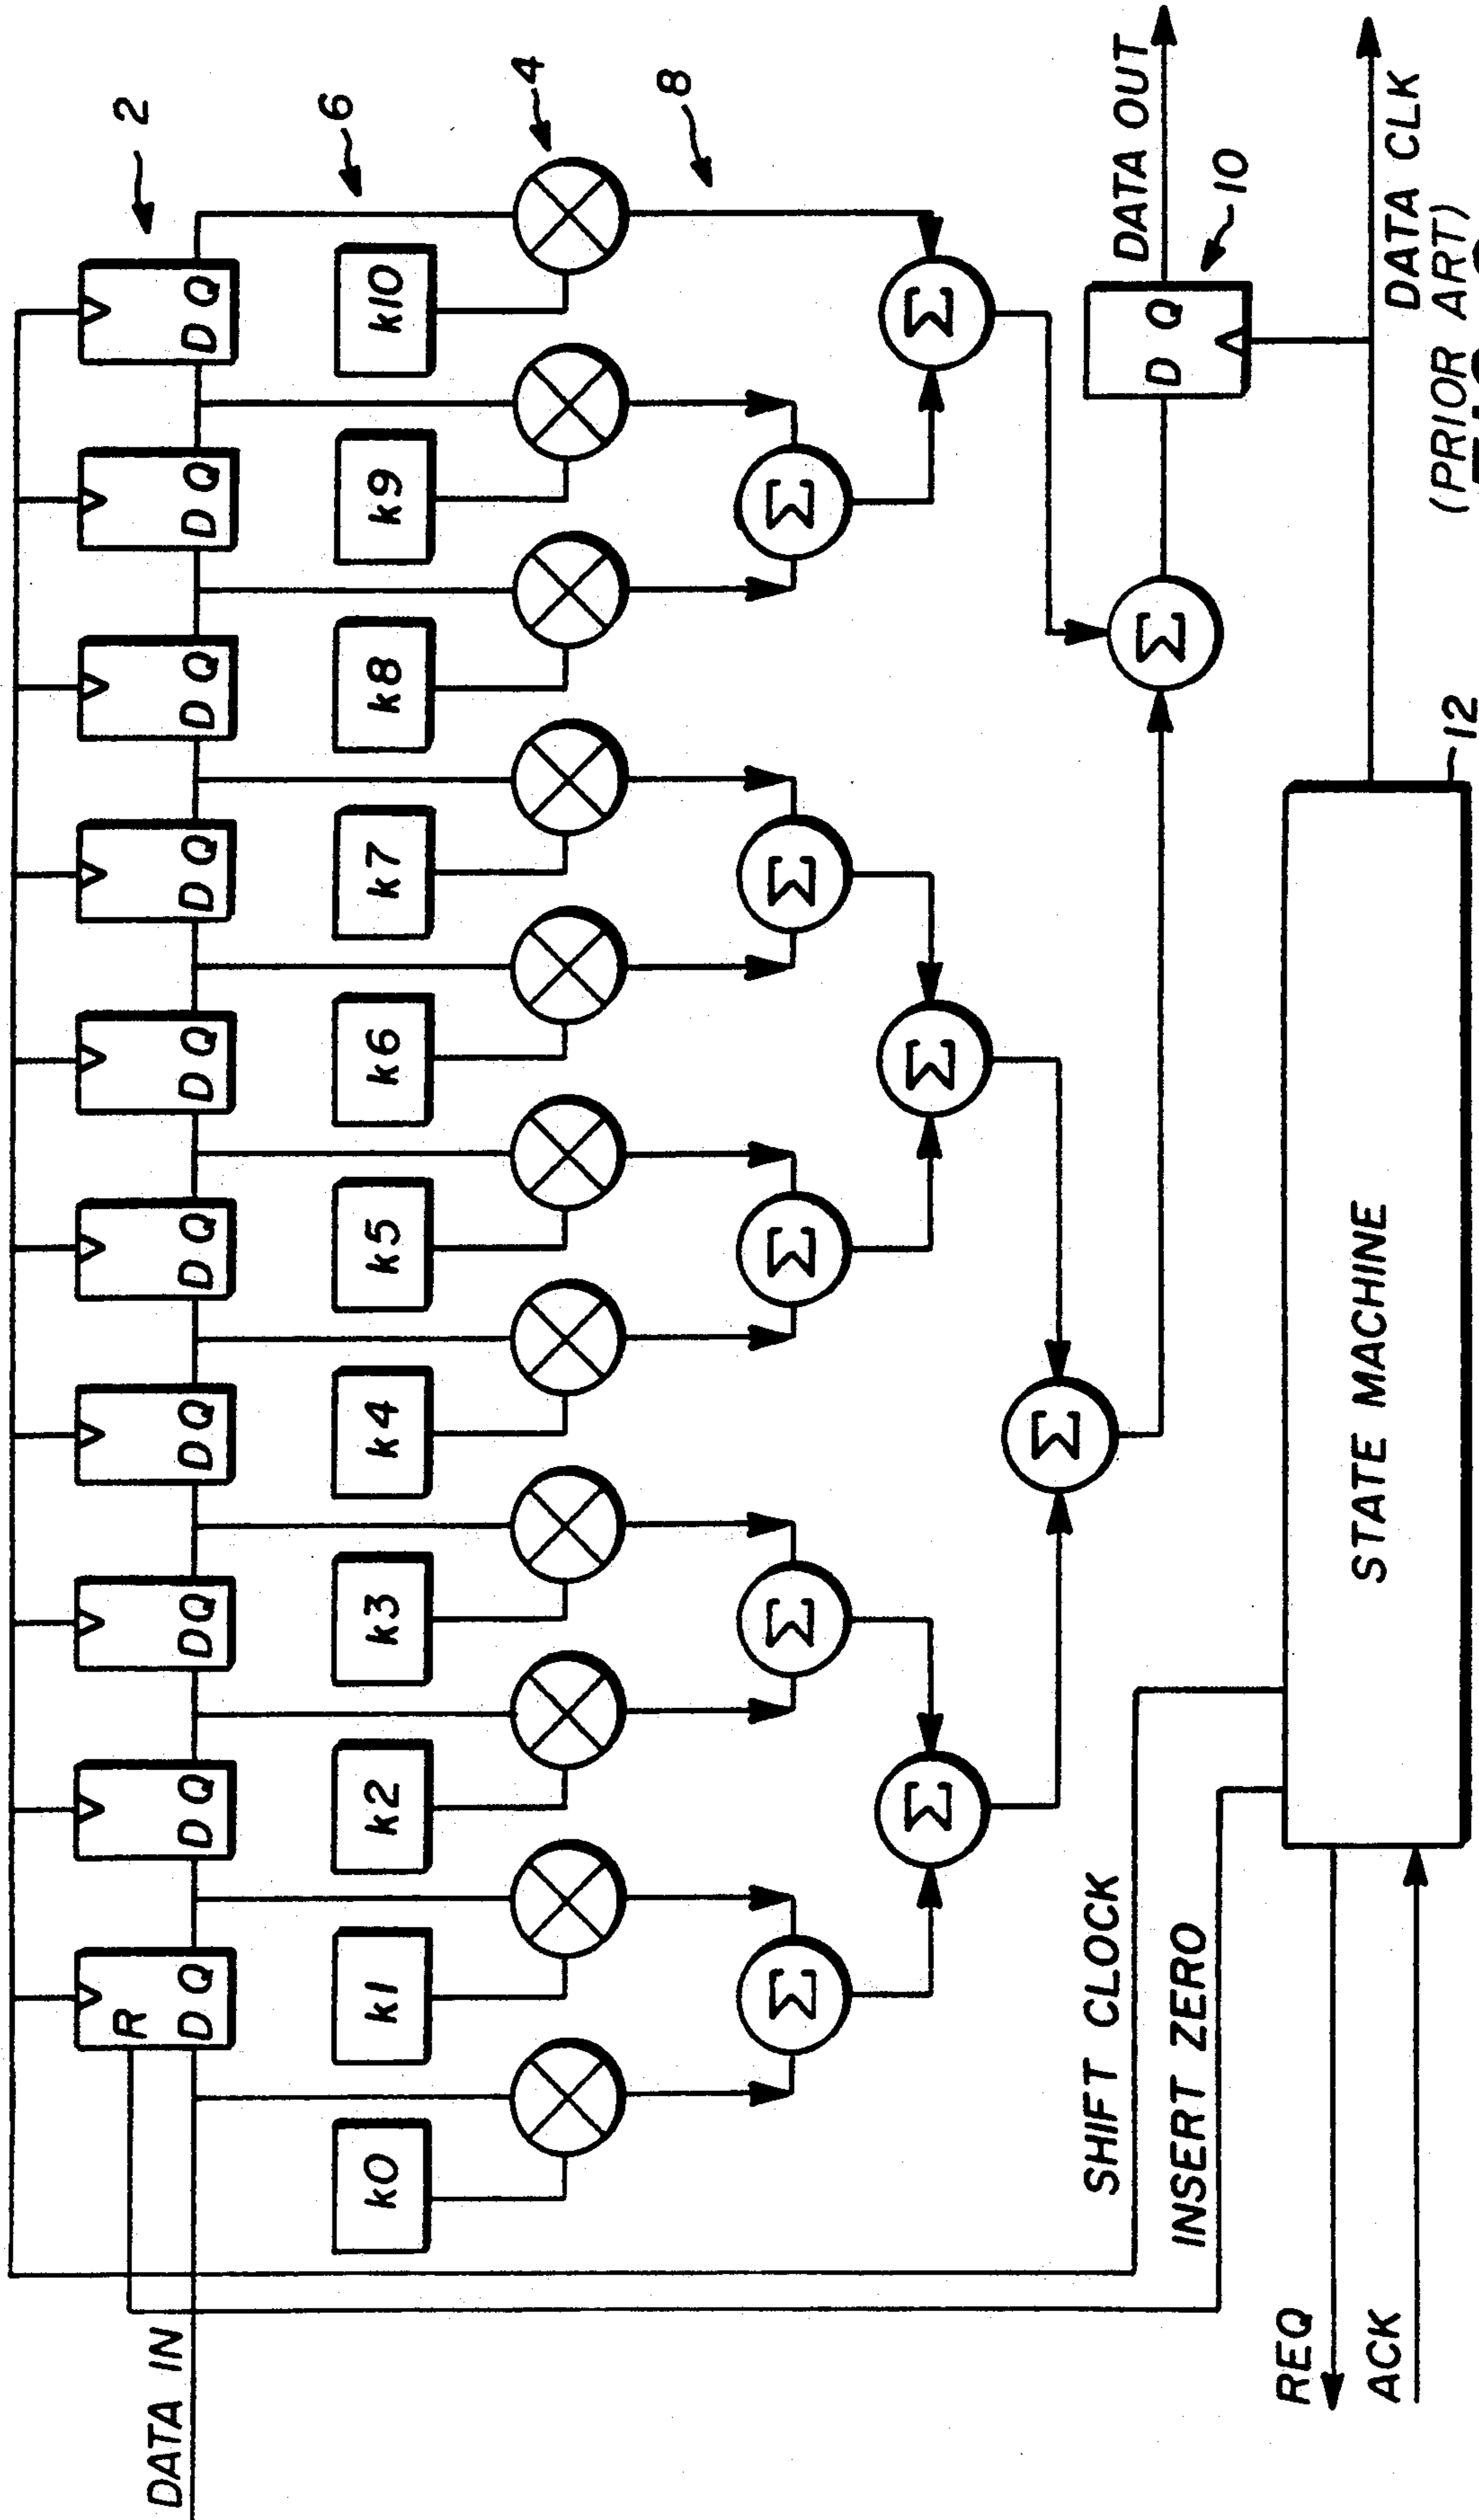 2
DATA IN
R
D Q
D Q
D Q
D Q
D Q
D Q
D Q
D Q
D Q
D Q
6
k0
k1
k2
k3
k4
k5
k6
k7
k8
k9
k10
4
8
Σ
Σ
Σ
Σ
Σ
Σ
Σ
Σ
Σ
Σ
D Q
DATA OUT
10
SHIFT CLOCK
INSERT ZERO
REQ
ACK
STATE MACHINE
12
DATA CLK
(PRIOR ART)